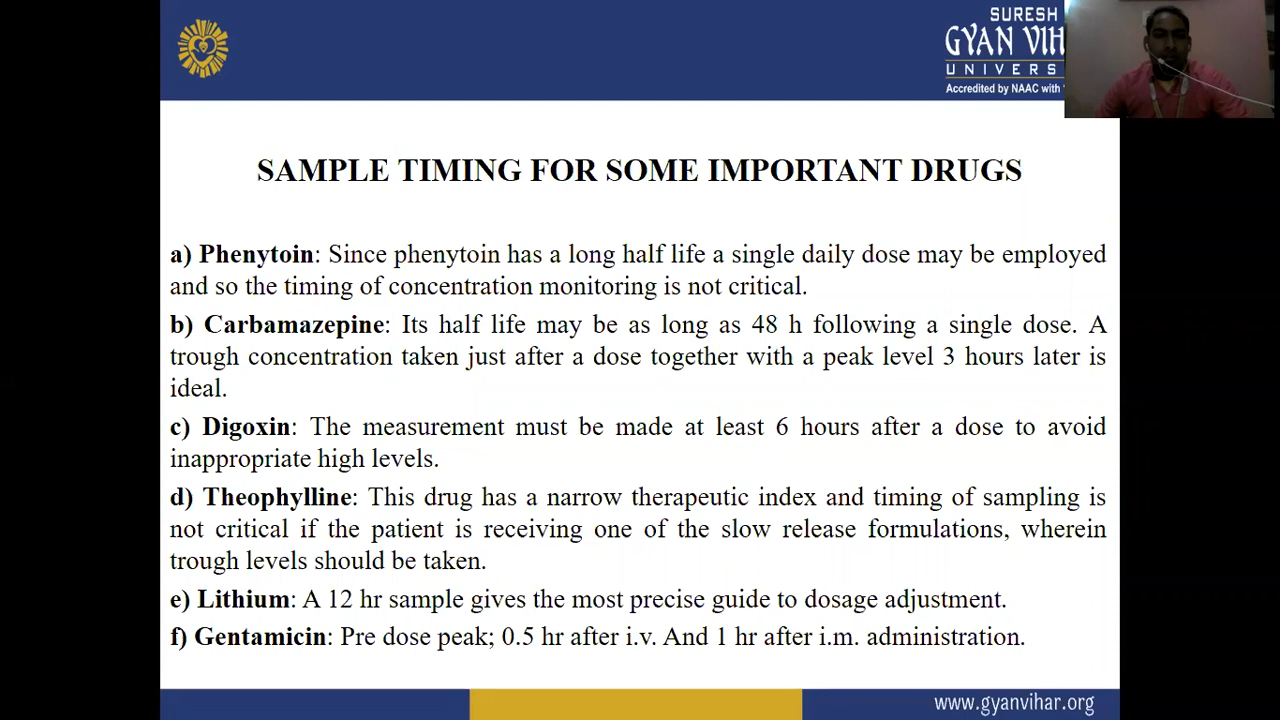 SURESH
GYAN VIH
UNIVERS
Accredited by NAAC with
SAMPLE TIMING FOR SOME IMPORTANT DRUGS
a) Phenytoin: Since phenytoin has a long half life a single daily dose may be employed
and so the timing of concentration monitoring is not critical.
b) Carbamazepine: Its half life may be as long as 48 h following a single dose. A
trough concentration taken just after a dose together with a peak level 3 hours later is
ideal.
c) Digoxin: The measurement must be made at least 6 hours after a dose to avoid
inappropriate high levels.
d) Theophylline: This drug has a narrow therapeutic index and timing of sampling is
not critical if the patient is receiving one of the slow release formulations, wherein
trough levels should be taken.
e) Lithium: A 12 hr sample gives the most precise guide to dosage adjustment.
f) Gentamicin: Pre dose peak; 0.5 hr after i.v. And 1 hr after i.m. administration.
www.gyanvihar.org